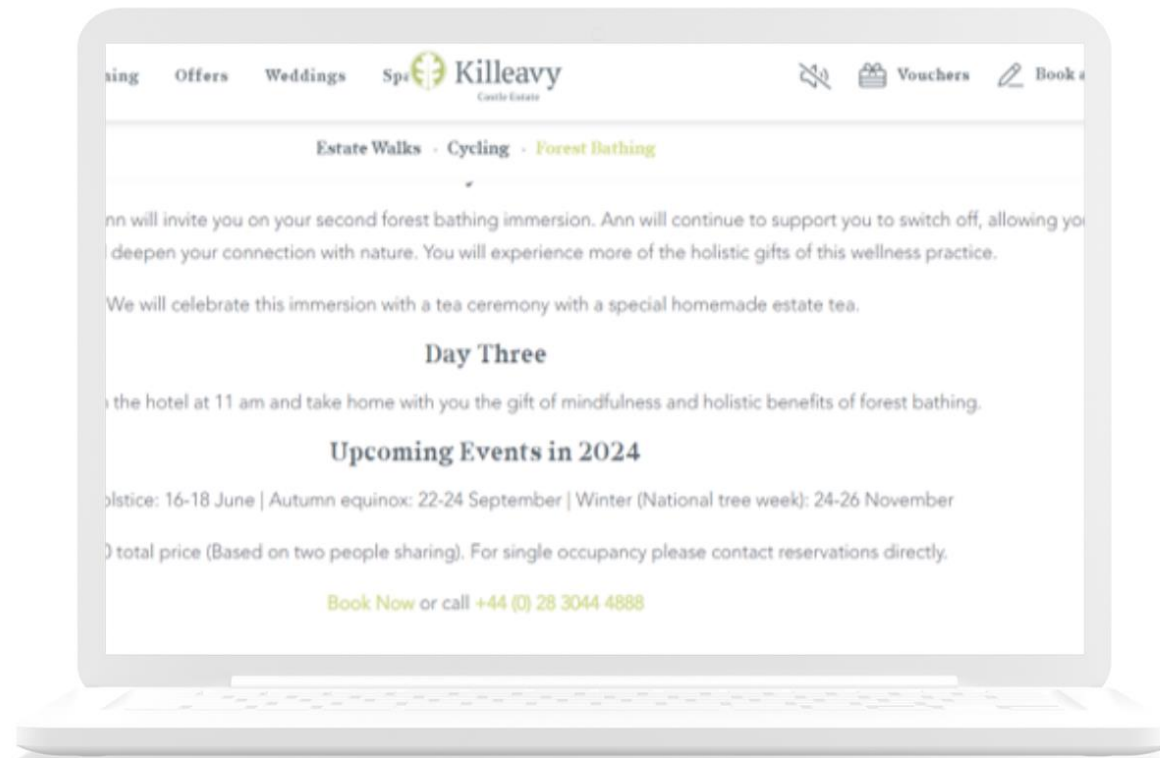 Offers Weddings Killeavy Vouchers Book
Castle Estate
Estate Walks · Cycling · Forest Bathing
will invite you on your second forest bathing immersion. Ann will continue to support you to switch off, allowing
deepen your connection with nature. You will experience more of the holistic gifts of this wellness practice.
We will celebrate this immersion with a tea ceremony with a special homemade estate tea.
Day Three
the hotel at 11 am and take home with you the gift of mindfulness and holistic benefits of forest bathing.
Upcoming Events in 2024
16-18 June | Autumn equinox: 22-24 September | Winter (National tree week): 24-26 November
total price (Based on two people sharing). For single occupancy please contact reservations directly.
Book Now or call +44 (0) 28 3044 4888